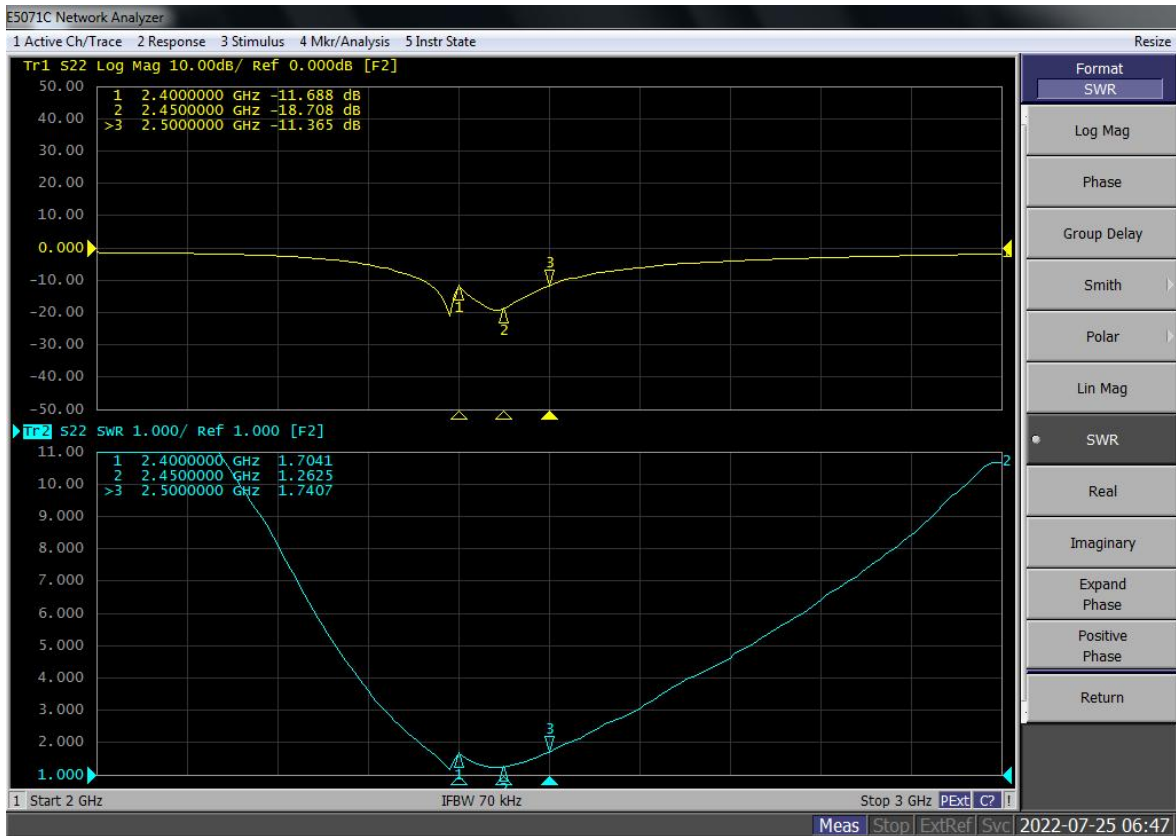 E5071C Network Analyzer
1 Active Ch/Trace 2 Response 3 Stimulus 4 Mkr/Analysis 5 Instr State Resize
Tr1 S22 Log Mag 10.00dB/ Ref 0.000dB [F2]
50.00
40.00
30.00
20.00
10.00
0.000
-10.00
-20.00
-30.00
-40.00
-50.00
1 2.4000000 GHz -11.688 dB
2 2.4500000 GHz -18.708 dB
>3 2.5000000 GHz -11.365 dB
1
2
3
Tr2 S22 SWR 1.000/ Ref 1.000 [F2]
11.00
10.00
9.000
8.000
7.000
6.000
5.000
4.000
3.000
2.000
1.000
1 2.4000000 GHz 1.7041
2 2.4500000 GHz 1.2625
>3 2.5000000 GHz 1.7407
1
2
3
2
1 Start 2 GHz IFBW 70 kHz Stop 3 GHz PExt C? !
Format
SWR
Log Mag
Phase
Group Delay
Smith
Polar
Lin Mag
SWR
Real
Imaginary
Expand
Phase
Positive
Phase
Return
Meas Stop ExtRef Svc 2022-07-25 06:47